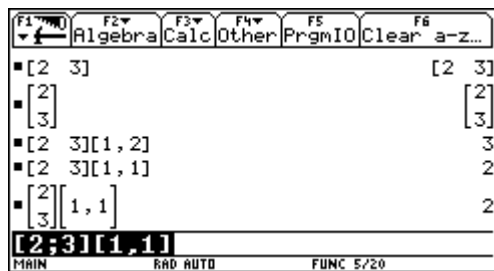 F1 F2 F3 F4 F5 F6
Algebra Calc Other PrgmIO Clear a-z…
[2 3] [2 3]
[2 [2
3] 3]
[2 3][1,2] 3
[2 3][1,1] 2
[2
3][1,1] 2
[2;3][1,1]
MAIN RAD AUTO FUNC 5/20